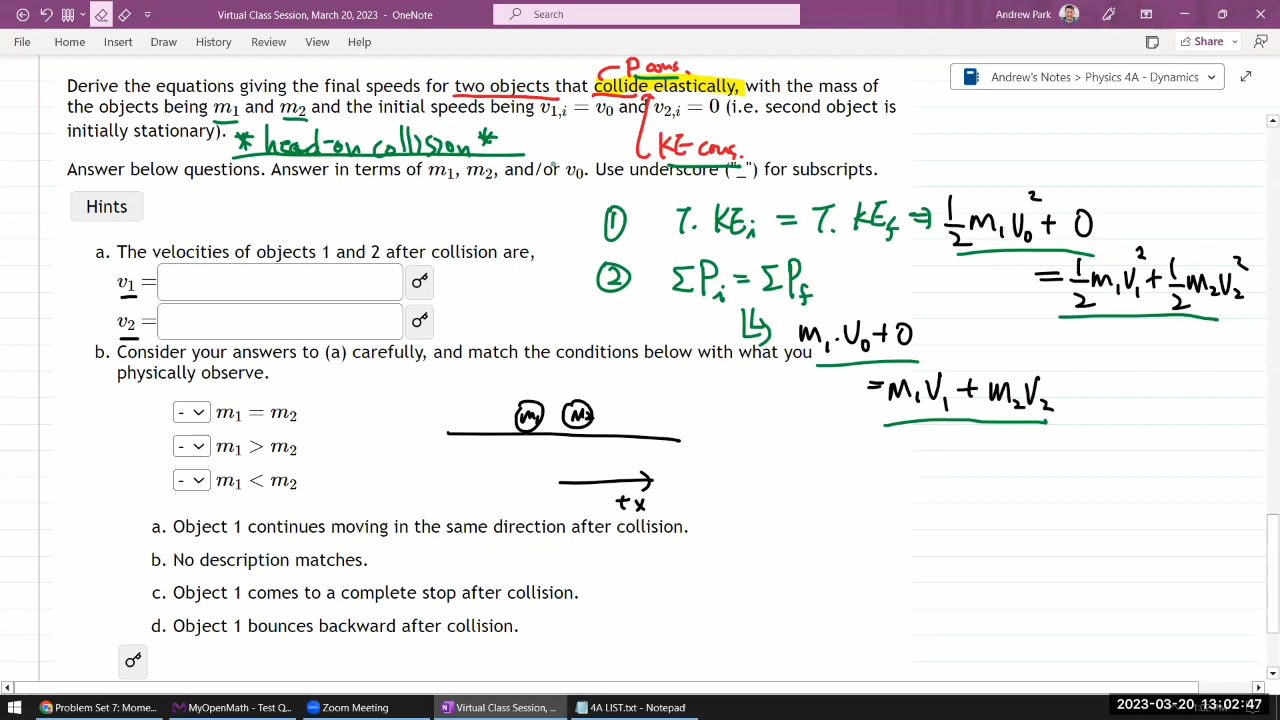 Virtual Class Session, March 20, 2023 - OneNote
Search
Andrew Park
File Home Insert Draw History Review View Help
Share
Andrew's Notes - Physics 4A - Dynamics
P cons.
Derive the equations giving the final speeds for two objects that collide elastically, with the mass of
the objects being m₁ and m₂ and the initial speeds being v₁,ᵢ = v₀ and v₂,ᵢ = 0 (i.e. second object is
initially stationary).
* head-on collision *
KE cons.
Answer below questions. Answer in terms of m₁, m₂, and/or v₀. Use underscore ("_") for subscripts.
Hints
① T. KEᵢ = T. KE_f ⇒ 1/2 m₁v₀² + 0
= 1/2 m₁v₁² + 1/2 m₂v₂²
② ΣPᵢ = ΣP_f
m₁·v₀+0
= m₁v₁ + m₂v₂
a. The velocities of objects 1 and 2 after collision are,
v₁ =
v₂ =
b. Consider your answers to (a) carefully, and match the conditions below with what you
physically observe.
- m₁ = m₂
- m₁ > m₂
- m₁ < m₂
m₁ m₂
+x
a. Object 1 continues moving in the same direction after collision.
b. No description matches.
c. Object 1 comes to a complete stop after collision.
d. Object 1 bounces backward after collision.
Problem Set 7: Mome...
MyOpenMath - Test Q...
Zoom Meeting
Virtual Class Session,...
4A LIST.txt - Notepad
2023-03-20 13:02:47